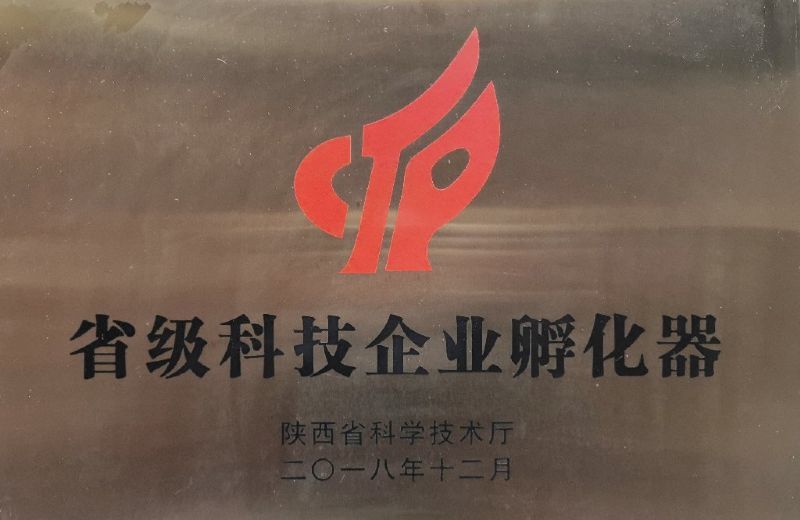 省级科技企业孵化器
陕西省科学技术厅
二〇一八年十二月